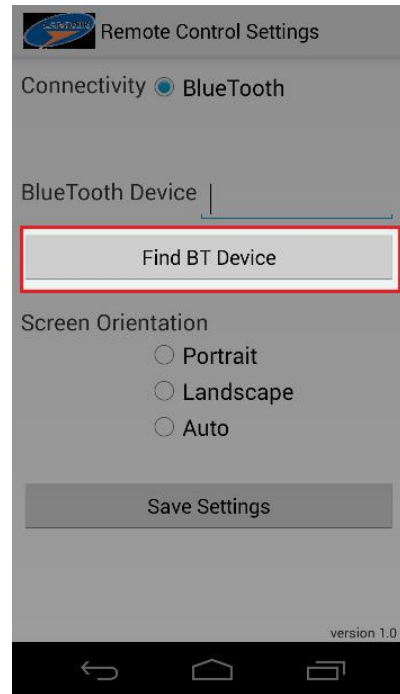 Remote Control Settings
Connectivity BlueTooth
BlueTooth Device
Find BT Device
Screen Orientation
Portrait
Landscape
Auto
Save Settings
version 1.0